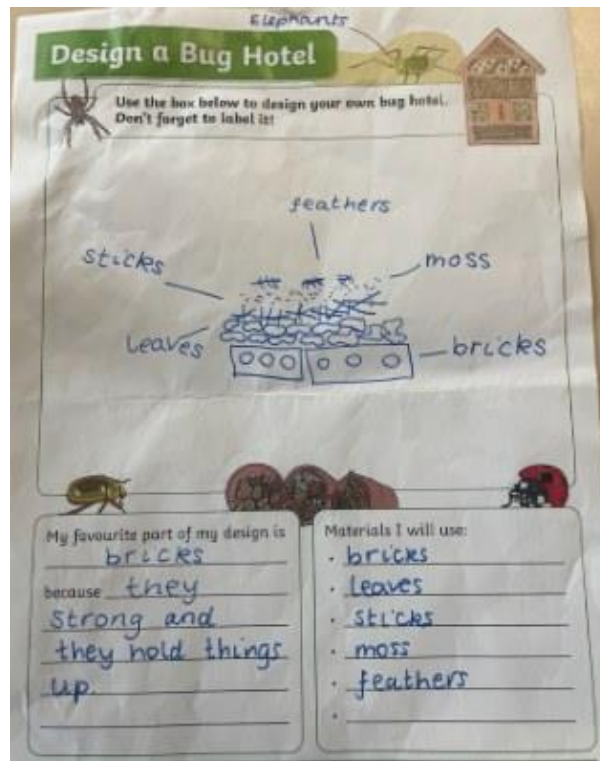 Elephants
Design a Bug Hotel
Use the box below to design your own bug hotel.
Don't forget to label it!
feathers
sticks
moss
leaves
bricks
My favourite part of my design is
bricks
because they
strong and
they hold things
up.
Materials I will use:
· bricks
· leaves
· sticks
· moss
· feathers